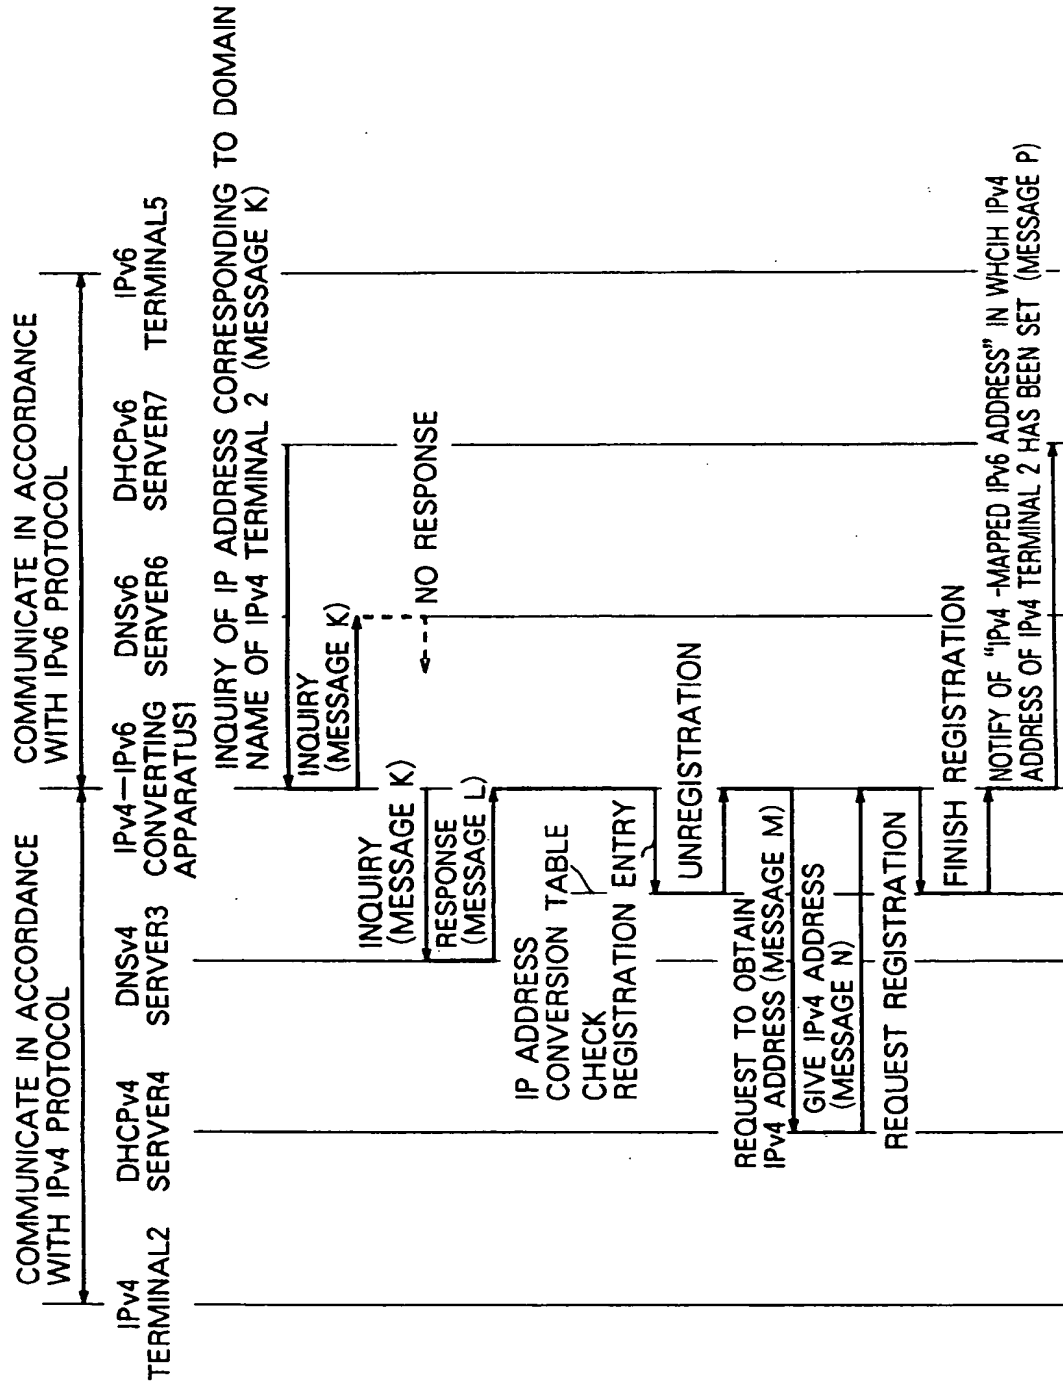 COMMUNICATE IN ACCORDANCE
WITH IPv4 PROTOCOL
COMMUNICATE IN ACCORDANCE
WITH IPv6 PROTOCOL
IPv4
TERMINAL2
DHCPv4
SERVER4
DNSv4
SERVER3
IPv4-IPv6
CONVERTING
APPARATUS1
DNSv6
SERVER6
DHCPv6
SERVER7
IPv6
TERMINAL5
INQUIRY OF IP ADDRESS CORRESPONDING TO DOMAIN
NAME OF IPv4 TERMINAL 2 (MESSAGE K)
INQUIRY
(MESSAGE K)
NO RESPONSE
INQUIRY
(MESSAGE K)
RESPONSE
(MESSAGE L)
IP ADDRESS
CONVERSION TABLE
CHECK
REGISTRATION ENTRY
UNREGISTRATION
REQUEST TO OBTAIN
IPv4 ADDRESS (MESSAGE M)
GIVE IPv4 ADDRESS
(MESSAGE N)
REQUEST REGISTRATION
FINISH REGISTRATION
NOTIFY OF "IPv4 -MAPPED IPv6 ADDRESS" IN WHCIH IPv4
ADDRESS OF IPv4 TERMINAL 2 HAS BEEN SET (MESSAGE P)